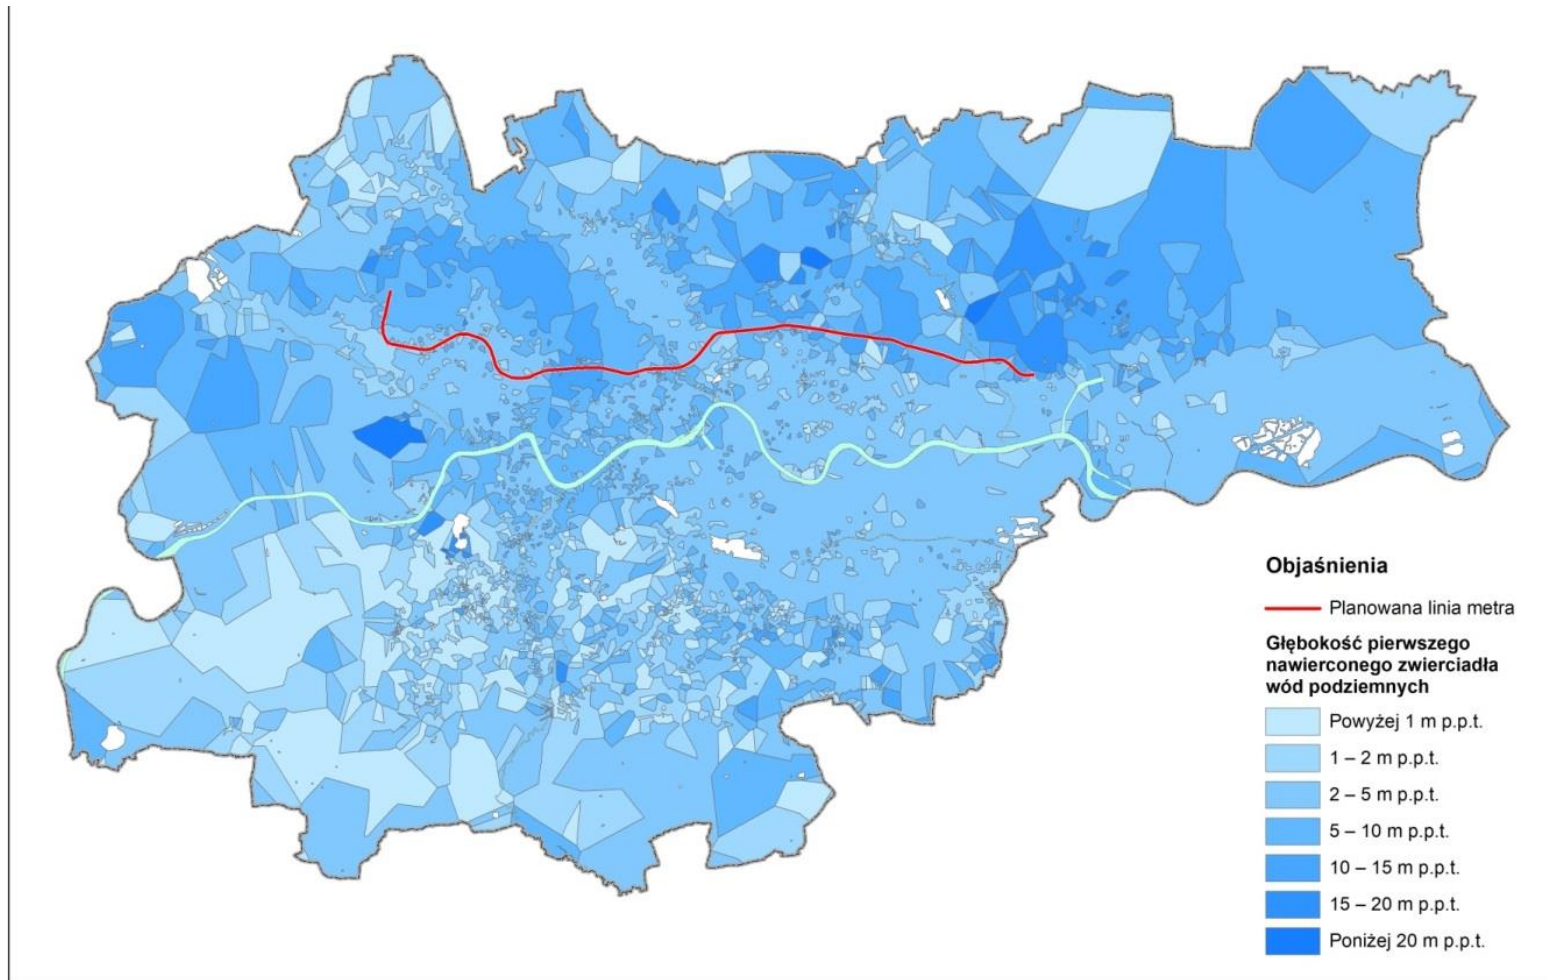 Objaśnienia
Planowana linia metra
Głębokość pierwszego
nawierconego zwierciadła
wód podziemnych
Powyżej 1 m p.p.t.
1 – 2 m p.p.t.
2 – 5 m p.p.t.
5 – 10 m p.p.t.
10 – 15 m p.p.t.
15 – 20 m p.p.t.
Poniżej 20 m p.p.t.